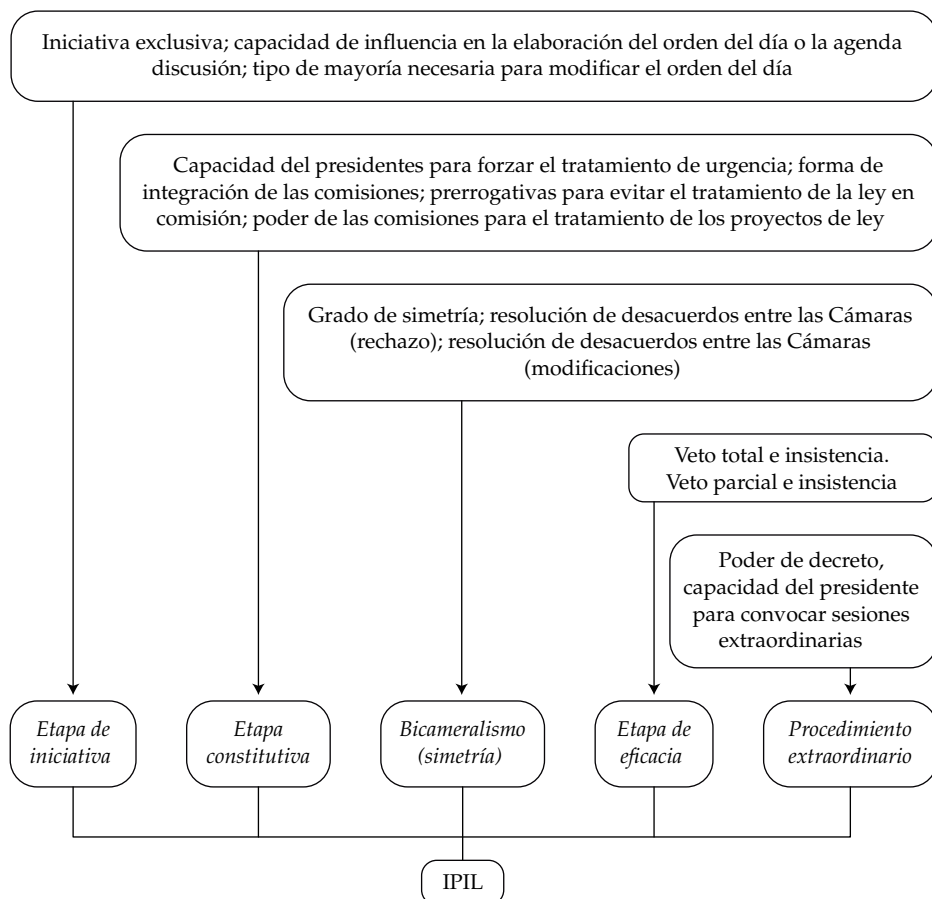 Iniciativa exclusiva; capacidad de influencia en la elaboración del orden del día o la agenda
discusión; tipo de mayoría necesaria para modificar el orden del día
Capacidad del presidentes para forzar el tratamiento de urgencia; forma de
integración de las comisiones; prerrogativas para evitar el tratamiento de la ley en
comisión; poder de las comisiones para el tratamiento de los proyectos de ley
Grado de simetría; resolución de desacuerdos entre las Cámaras
(rechazo); resolución de desacuerdos entre las Cámaras
(modificaciones)
Veto total e insistencia.
Veto parcial e insistencia
Poder de decreto,
capacidad del presidente
para convocar sesiones
extraordinarias
Etapa de
iniciativa
Etapa
constitutiva
Bicameralismo
(simetría)
Etapa de
eficacia
Procedimiento
extraordinario
IPIL